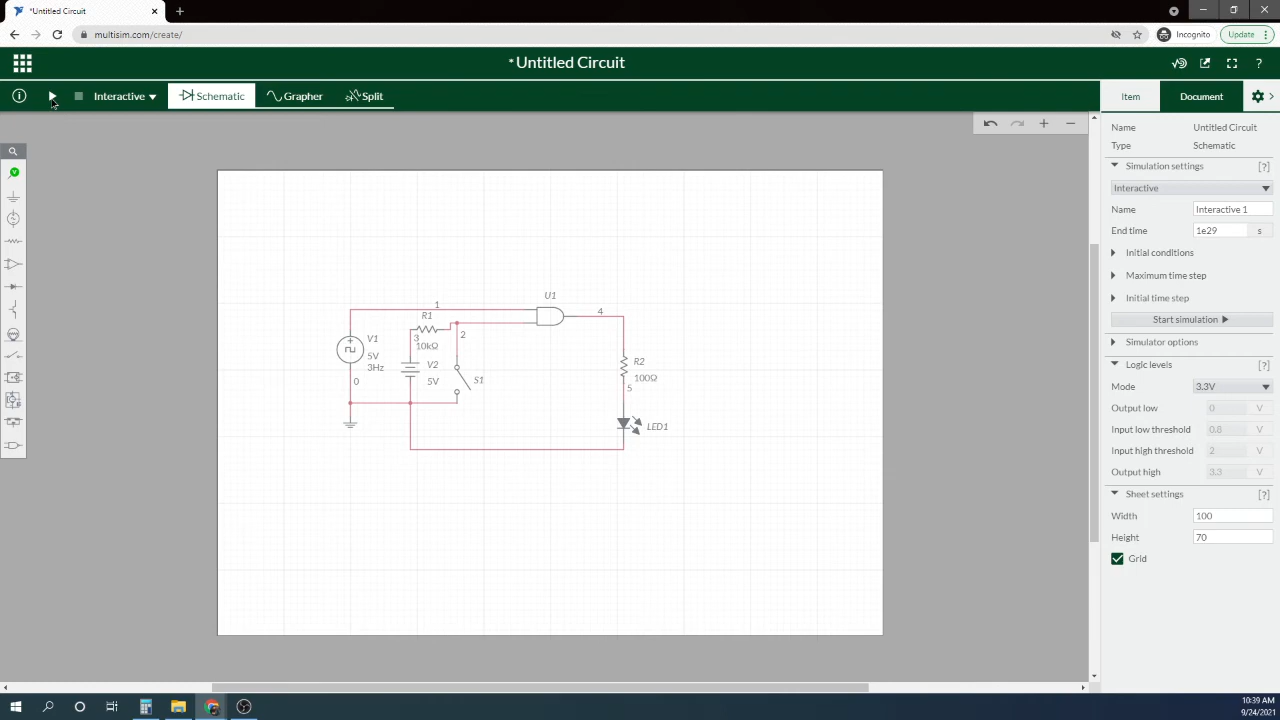 *Untitled Circuit
multisim.com/create/
Incognito
Update
*Untitled Circuit
Interactive
Schematic
Grapher
Split
Item
Document
Name
Untitled Circuit
Type
Schematic
Simulation settings
[?]
Interactive
Name
Interactive 1
End time
1e29
s
Initial conditions
Maximum time step
Initial time step
Start simulation
Simulator options
Logic levels
[?]
Mode
3.3V
Output low
0
V
Input low threshold
0.8
V
Input high threshold
2
V
Output high
3.3
V
Sheet settings
[?]
Width
100
Height
70
Grid
U1
1
4
R1
3
10kΩ
2
V1
5V
3Hz
0
V2
5V
S1
R2
100Ω
5
LED1
10:39 AM
9/24/2021